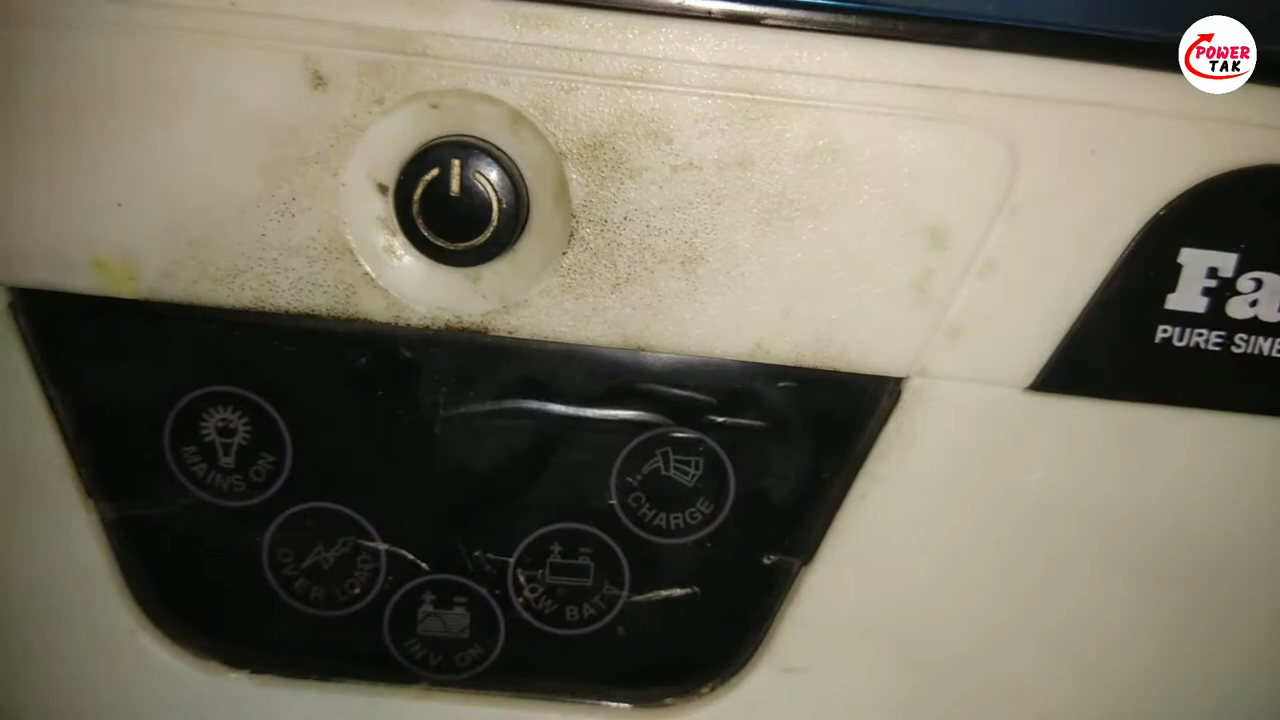 POWER
TAK
Fa
PURE SINE
MAINS ON
OVER LOAD
INV ON
LOW BATT
CHARGE